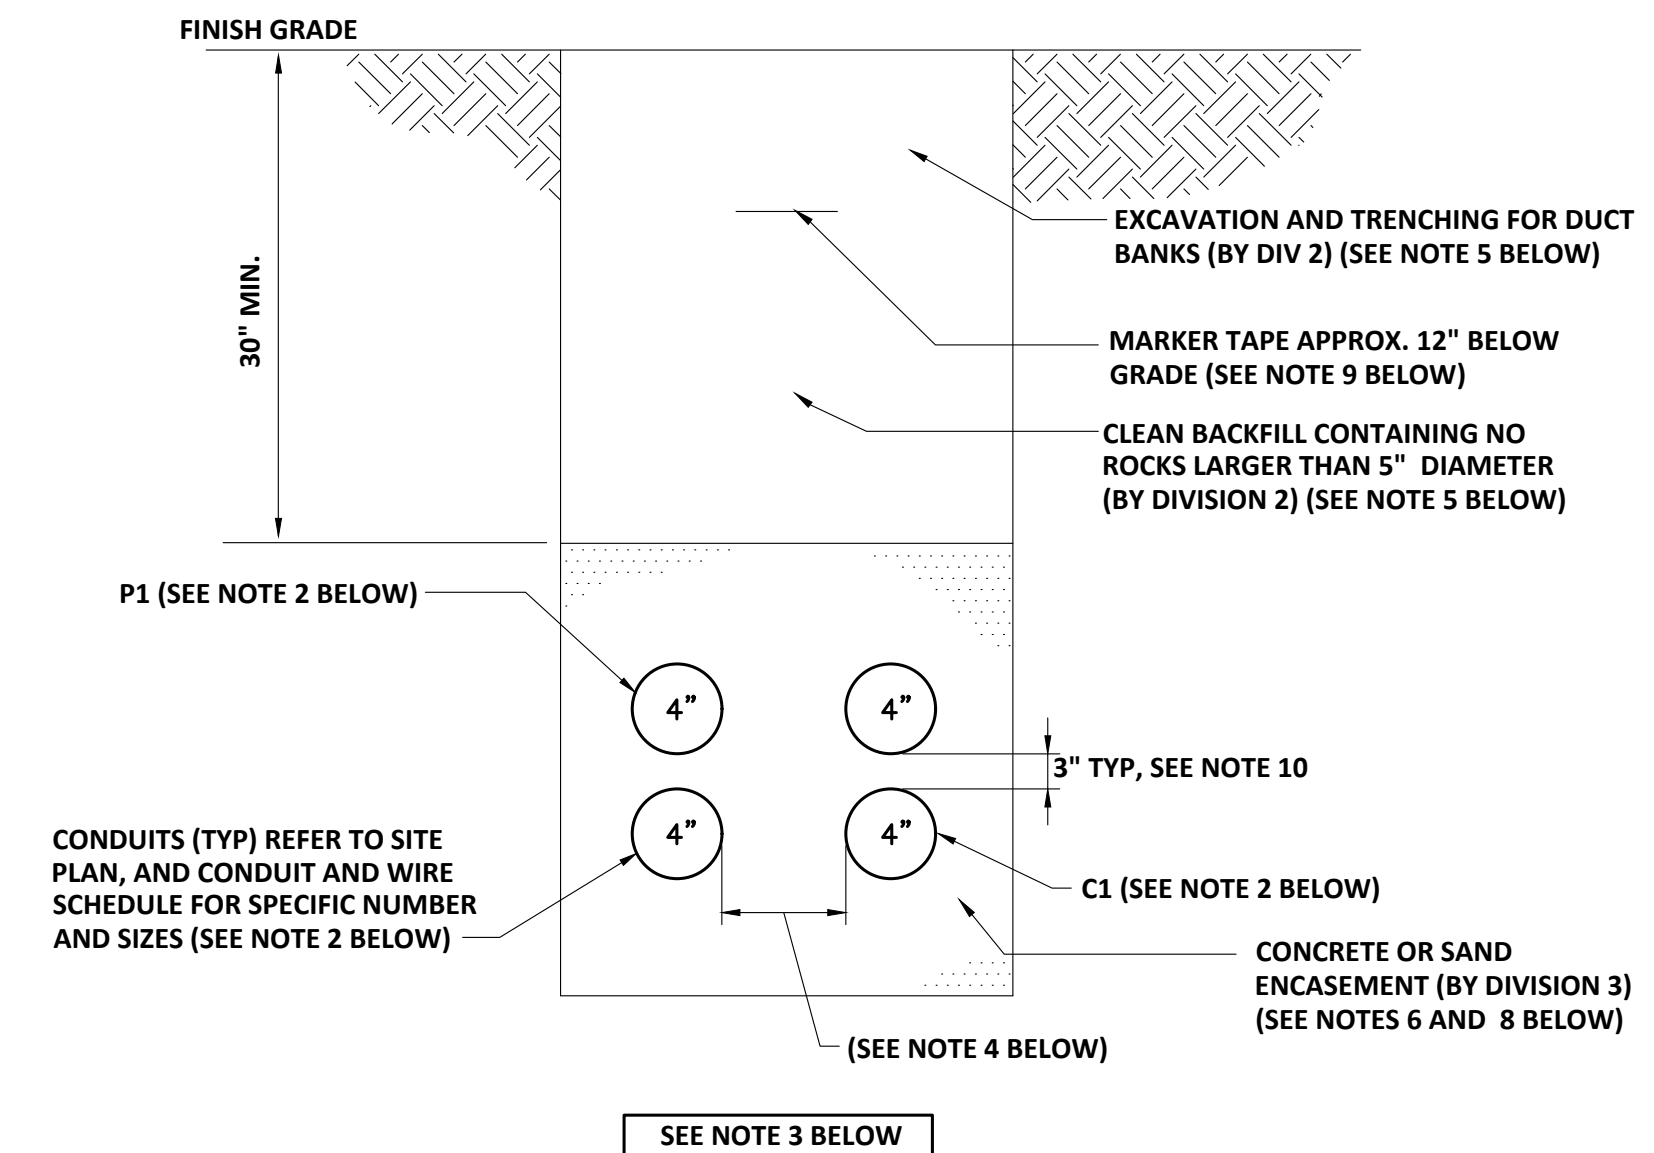 FINISH GRADE
30" MIN.
EXCAVATION AND TRENCHING FOR DUCT
BANKS (BY DIV 2) (SEE NOTE 5 BELOW)
MARKER TAPE APPROX. 12" BELOW
GRADE (SEE NOTE 9 BELOW)
CLEAN BACKFILL CONTAINING NO
ROCKS LARGER THAN 5" DIAMETER
(BY DIVISION 2) (SEE NOTE 5 BELOW)
P1 (SEE NOTE 2 BELOW)
4” 4”
3" TYP, SEE NOTE 10
4” 4”
CONDUITS (TYP) REFER TO SITE
PLAN, AND CONDUIT AND WIRE
SCHEDULE FOR SPECIFIC NUMBER
AND SIZES (SEE NOTE 2 BELOW)
C1 (SEE NOTE 2 BELOW)
CONCRETE OR SAND
ENCASEMENT (BY DIVISION 3)
(SEE NOTES 6 AND 8 BELOW)
(SEE NOTE 4 BELOW)
SEE NOTE 3 BELOW